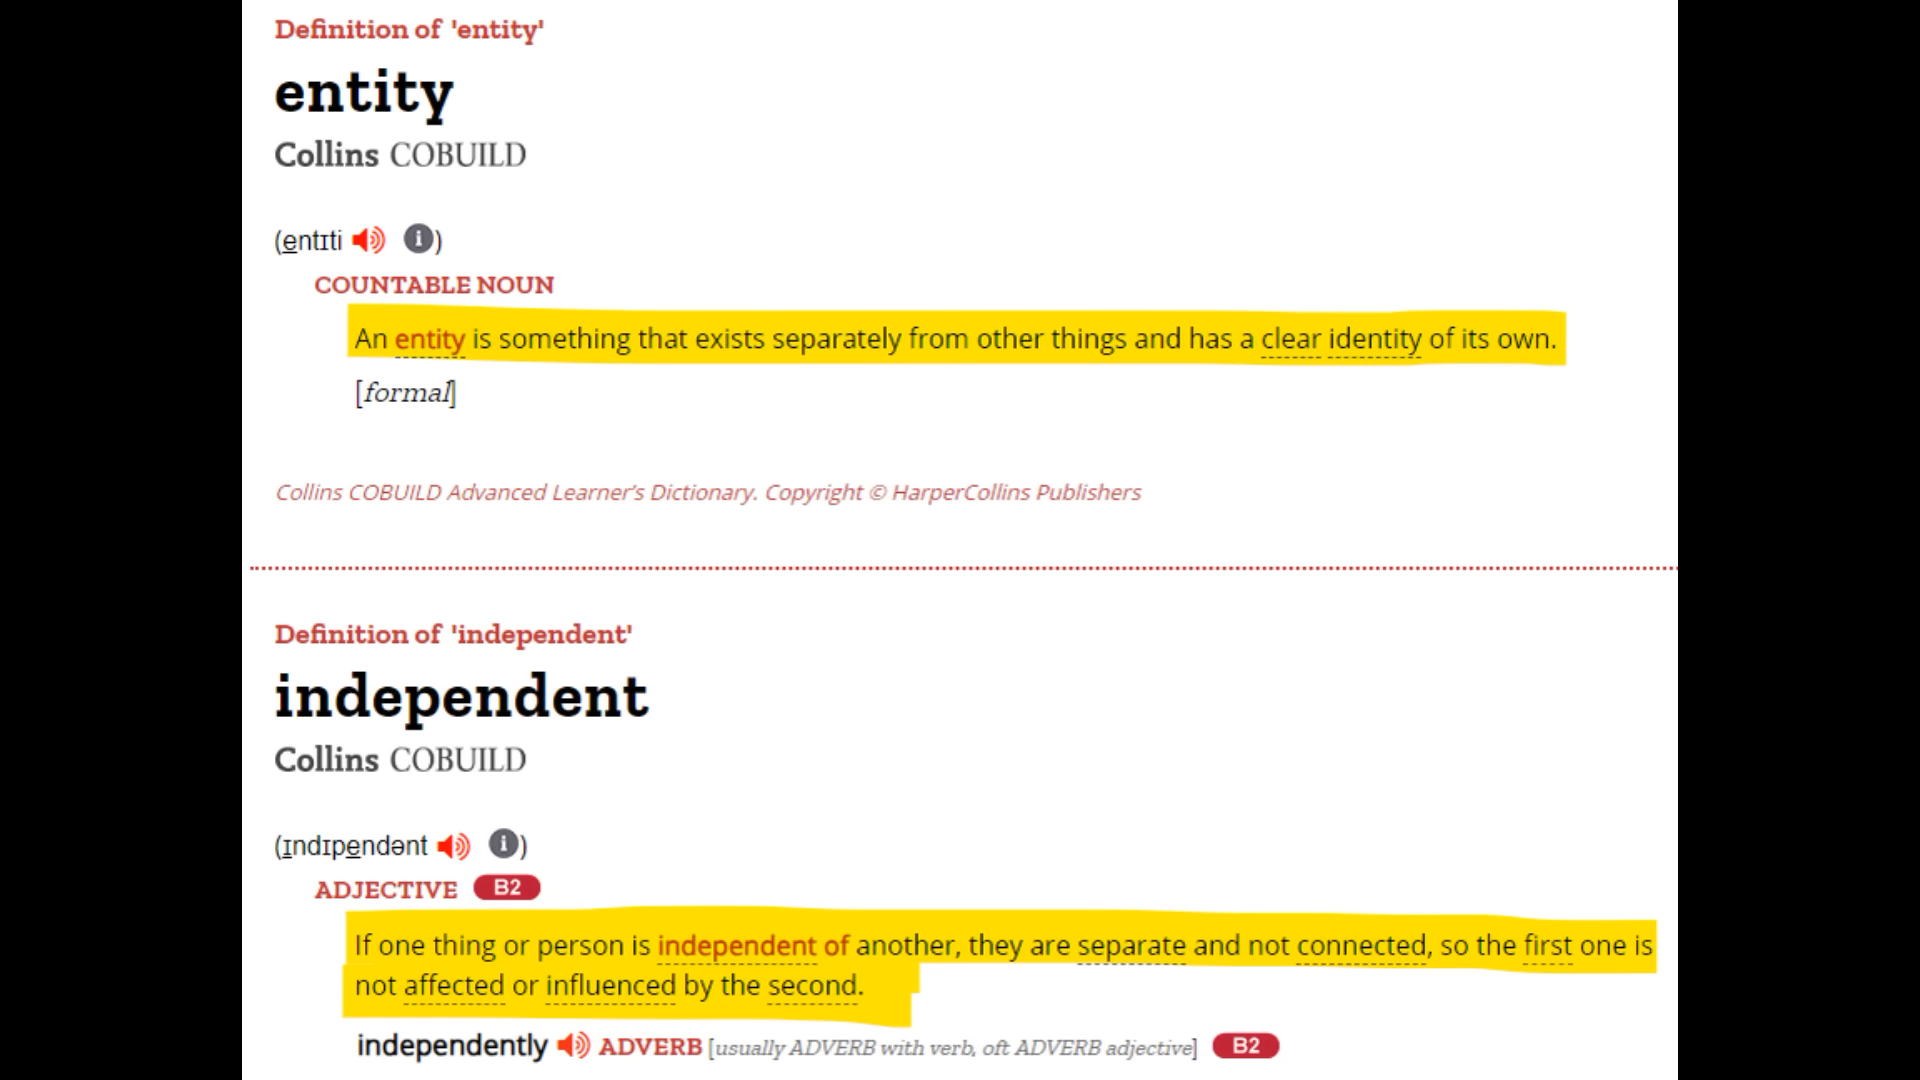 Definition of 'entity'
entity
Collins COBUILD
(entɪti i)
COUNTABLE NOUN
An entity is something that exists separately from other things and has a clear identity of its own.
[formal]
Collins COBUILD Advanced Learner's Dictionary. Copyright © HarperCollins Publishers
Definition of 'independent'
independent
Collins COBUILD
(ɪndɪpendənt i)
ADJECTIVE B2
If one thing or person is independent of another, they are separate and not connected, so the first one is
not affected or influenced by the second.
independently ADVERB [usually ADVERB with verb, oft ADVERB adjective] B2